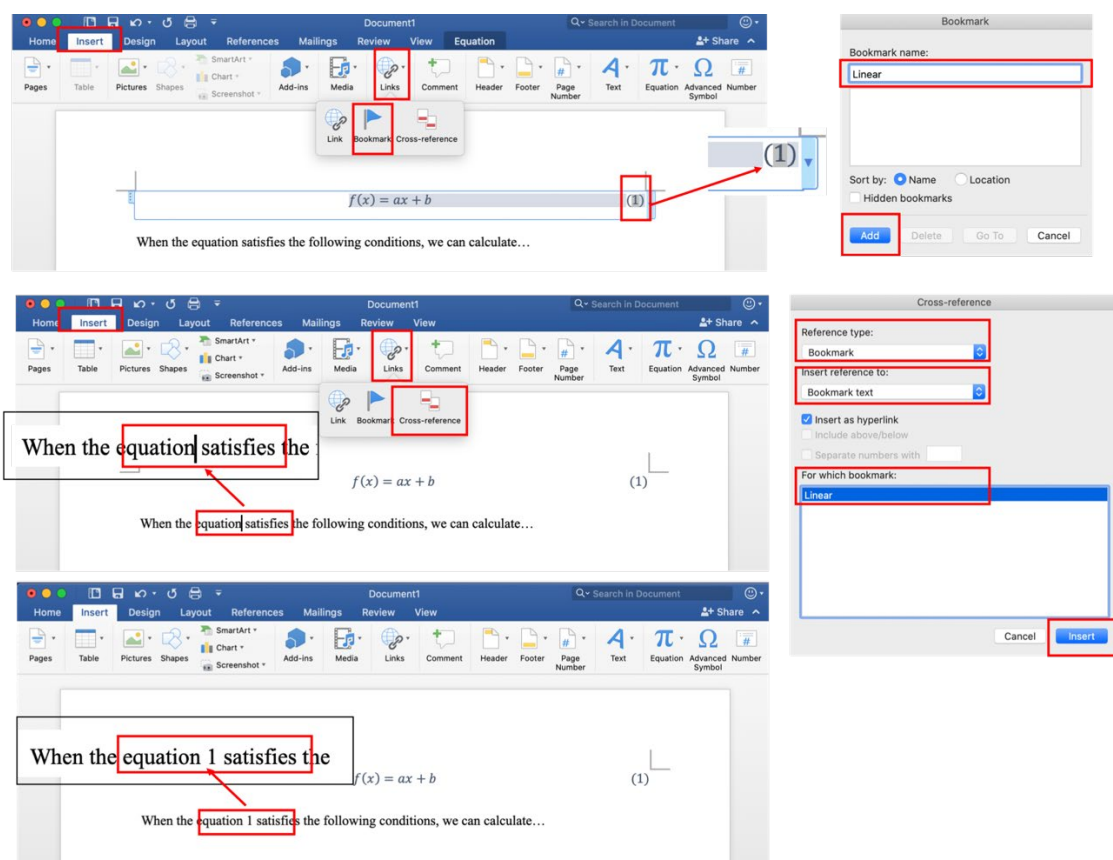 Document1
Search in Document
Home Insert Design Layout References Mailings Review View Equation Share
SmartArt
Chart
Screenshot
Pages Table Pictures Shapes Add-ins Media Links Comment Header Footer Page Number Text Equation Advanced Symbol Number
Link Bookmark Cross-reference
(1)
f(x) = ax + b (1)
When the equation satisfies the following conditions, we can calculate…
Bookmark
Bookmark name:
Linear
Sort by: Name Location
Hidden bookmarks
Add Delete Go To Cancel
Document1
Search in Document
Home Insert Design Layout References Mailings Review View Share
SmartArt
Chart
Screenshot
Pages Table Pictures Shapes Add-ins Media Links Comment Header Footer Page Number Text Equation Advanced Symbol Number
Link Bookmark Cross-reference
When the equation satisfies the
f(x) = ax + b (1)
When the equation satisfies the following conditions, we can calculate…
Cross-reference
Reference type:
Bookmark
Insert reference to:
Bookmark text
Insert as hyperlink
Include above/below
Separate numbers with
For which bookmark:
Linear
Cancel Insert
Document1
Search in Document
Home Insert Design Layout References Mailings Review View Share
SmartArt
Chart
Screenshot
Pages Table Pictures Shapes Add-ins Media Links Comment Header Footer Page Number Text Equation Advanced Symbol Number
When the equation 1 satisfies the
f(x) = ax + b (1)
When the equation 1 satisfies the following conditions, we can calculate…